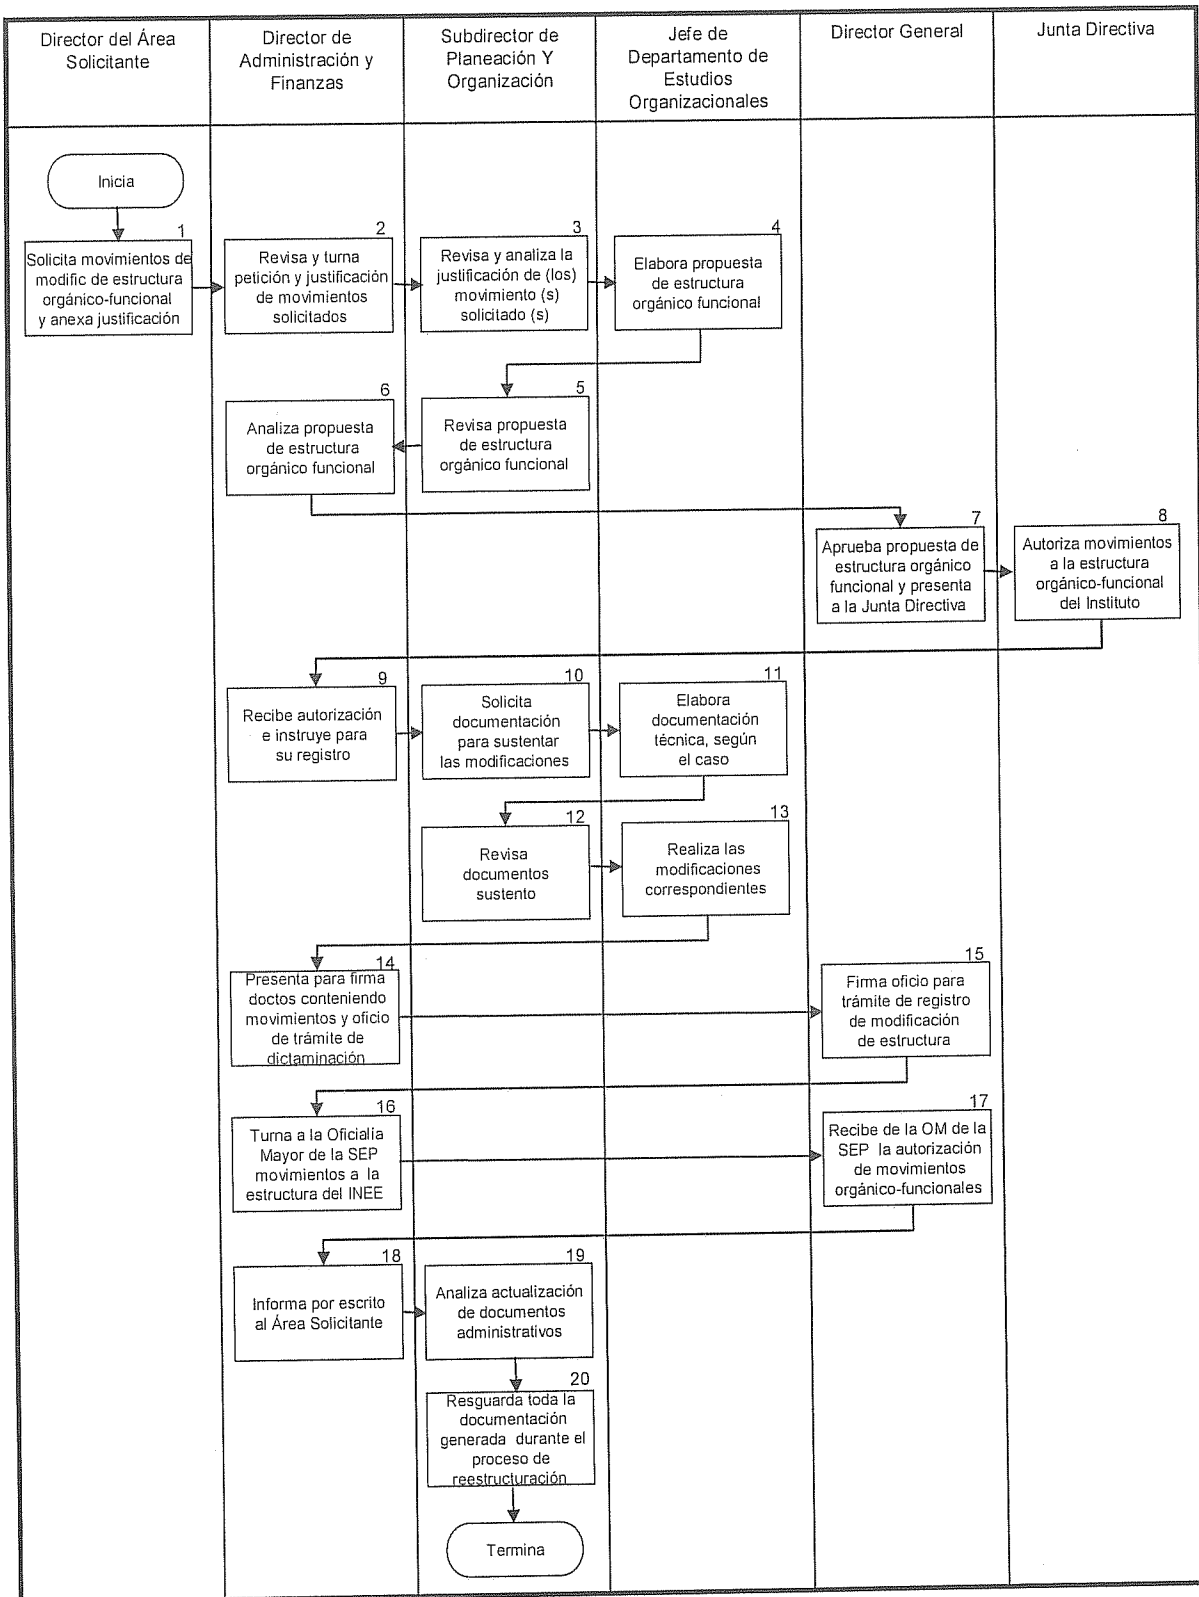 Director del Área
Solicitante
Director de
Administración y
Finanzas
Subdirector de
Planeación Y
Organización
Jefe de
Departamento de
Estudios
Organizacionales
Director General
Junta Directiva
Inicia
1
Solicita movimientos de
modific de estructura
orgánico-funcional
y anexa justificación
2
Revisa y turna
petición y justificación
de movimientos
solicitados
3
Revisa y analiza la
justificación de (los)
movimiento (s)
solicitado (s)
4
Elabora propuesta
de estructura
orgánico funcional
5
Revisa propuesta
de estructura
orgánico funcional
6
Analiza propuesta
de estructura
orgánico funcional
7
Aprueba propuesta de
estructura orgánico
funcional y presenta
a la Junta Directiva
8
Autoriza movimientos
a la estructura
orgánico-funcional
del Instituto
9
Recibe autorización
e instruye para
su registro
10
Solicita
documentación
para sustentar
las modificaciones
11
Elabora
documentación
técnica, según
el caso
12
Revisa
documentos
sustento
13
Realiza las
modificaciones
correspondientes
14
Presenta para firma
doctos conteniendo
movimientos y oficio
de trámite de
dictaminación
15
Firma oficio para
trámite de registro
de modificación
de estructura
16
Turna a la Oficialía
Mayor de la SEP
movimientos a la
estructura del INEE
17
Recibe de la OM de la
SEP la autorización
de movimientos
orgánico-funcionales
18
Informa por escrito
al Área Solicitante
19
Analiza actualización
de documentos
administrativos
20
Resguarda toda la
documentación
generada durante el
proceso de
reestructuración
Termina